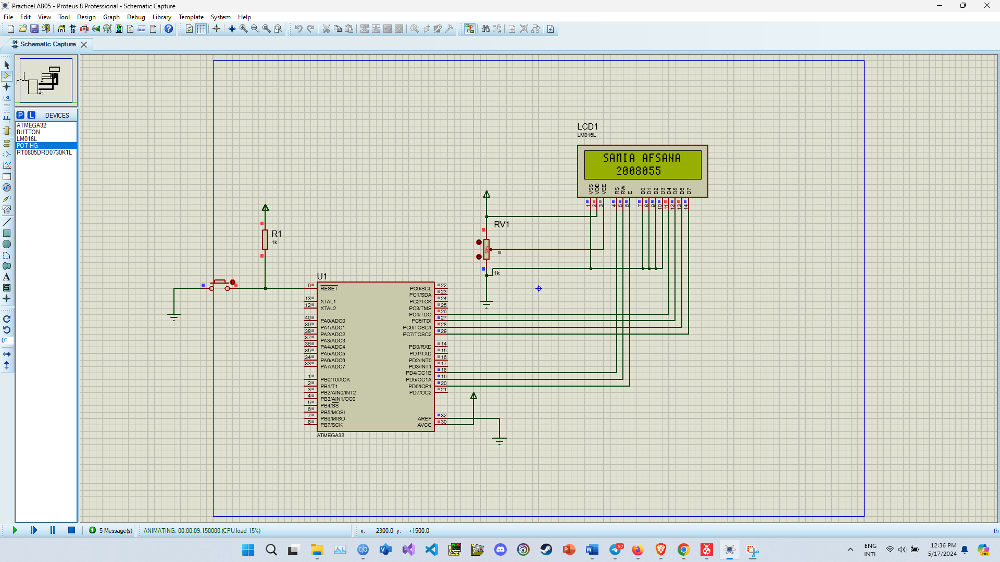 PracticeLAB05 - Proteus 8 Professional - Schematic Capture
File Edit View Tool Design Graph Debug Library Template System Help
Schematic Capture
P L DEVICES
ATMEGA32
BUTTON
LM016L
POT-HG
RT0805DRD0730K1L
LBL
A
S
0°
LCD1
LM016L
SAMIA AFSANA
2008055
VSS VDD VEE RS RW E D0 D1 D2 D3 D4 D5 D6 D7
1 2 3 4 5 6 7 8 9 10 11 12 13 14
RV1
50%
1k
R1
1k
U1
9 RESET
13 XTAL1
12 XTAL2
40 PA0/ADC0
39 PA1/ADC1
38 PA2/ADC2
37 PA3/ADC3
36 PA4/ADC4
35 PA5/ADC5
34 PA6/ADC6
33 PA7/ADC7
1 PB0/T0/XCK
2 PB1/T1
3 PB2/AIN0/INT2
4 PB3/AIN1/OC0
5 PB4/SS
6 PB5/MOSI
7 PB6/MISO
8 PB7/SCK
PC0/SCL 22
PC1/SDA 23
PC2/TCK 24
PC3/TMS 25
PC4/TDO 26
PC5/TDI 27
PC6/TOSC1 28
PC7/TOSC2 29
PD0/RXD 14
PD1/TXD 15
PD2/INT0 16
PD3/INT1 17
PD4/OC1B 18
PD5/OC1A 19
PD6/ICP1 20
PD7/OC2 21
AREF 32
AVCC 30
ATMEGA32
5 Message(s) ANIMATING: 00:00:09.150000 (CPU load 15%) x: -2300.0 y: +1500.0 th
97
ENG
INTL
12:36 PM
5/17/2024
PRE